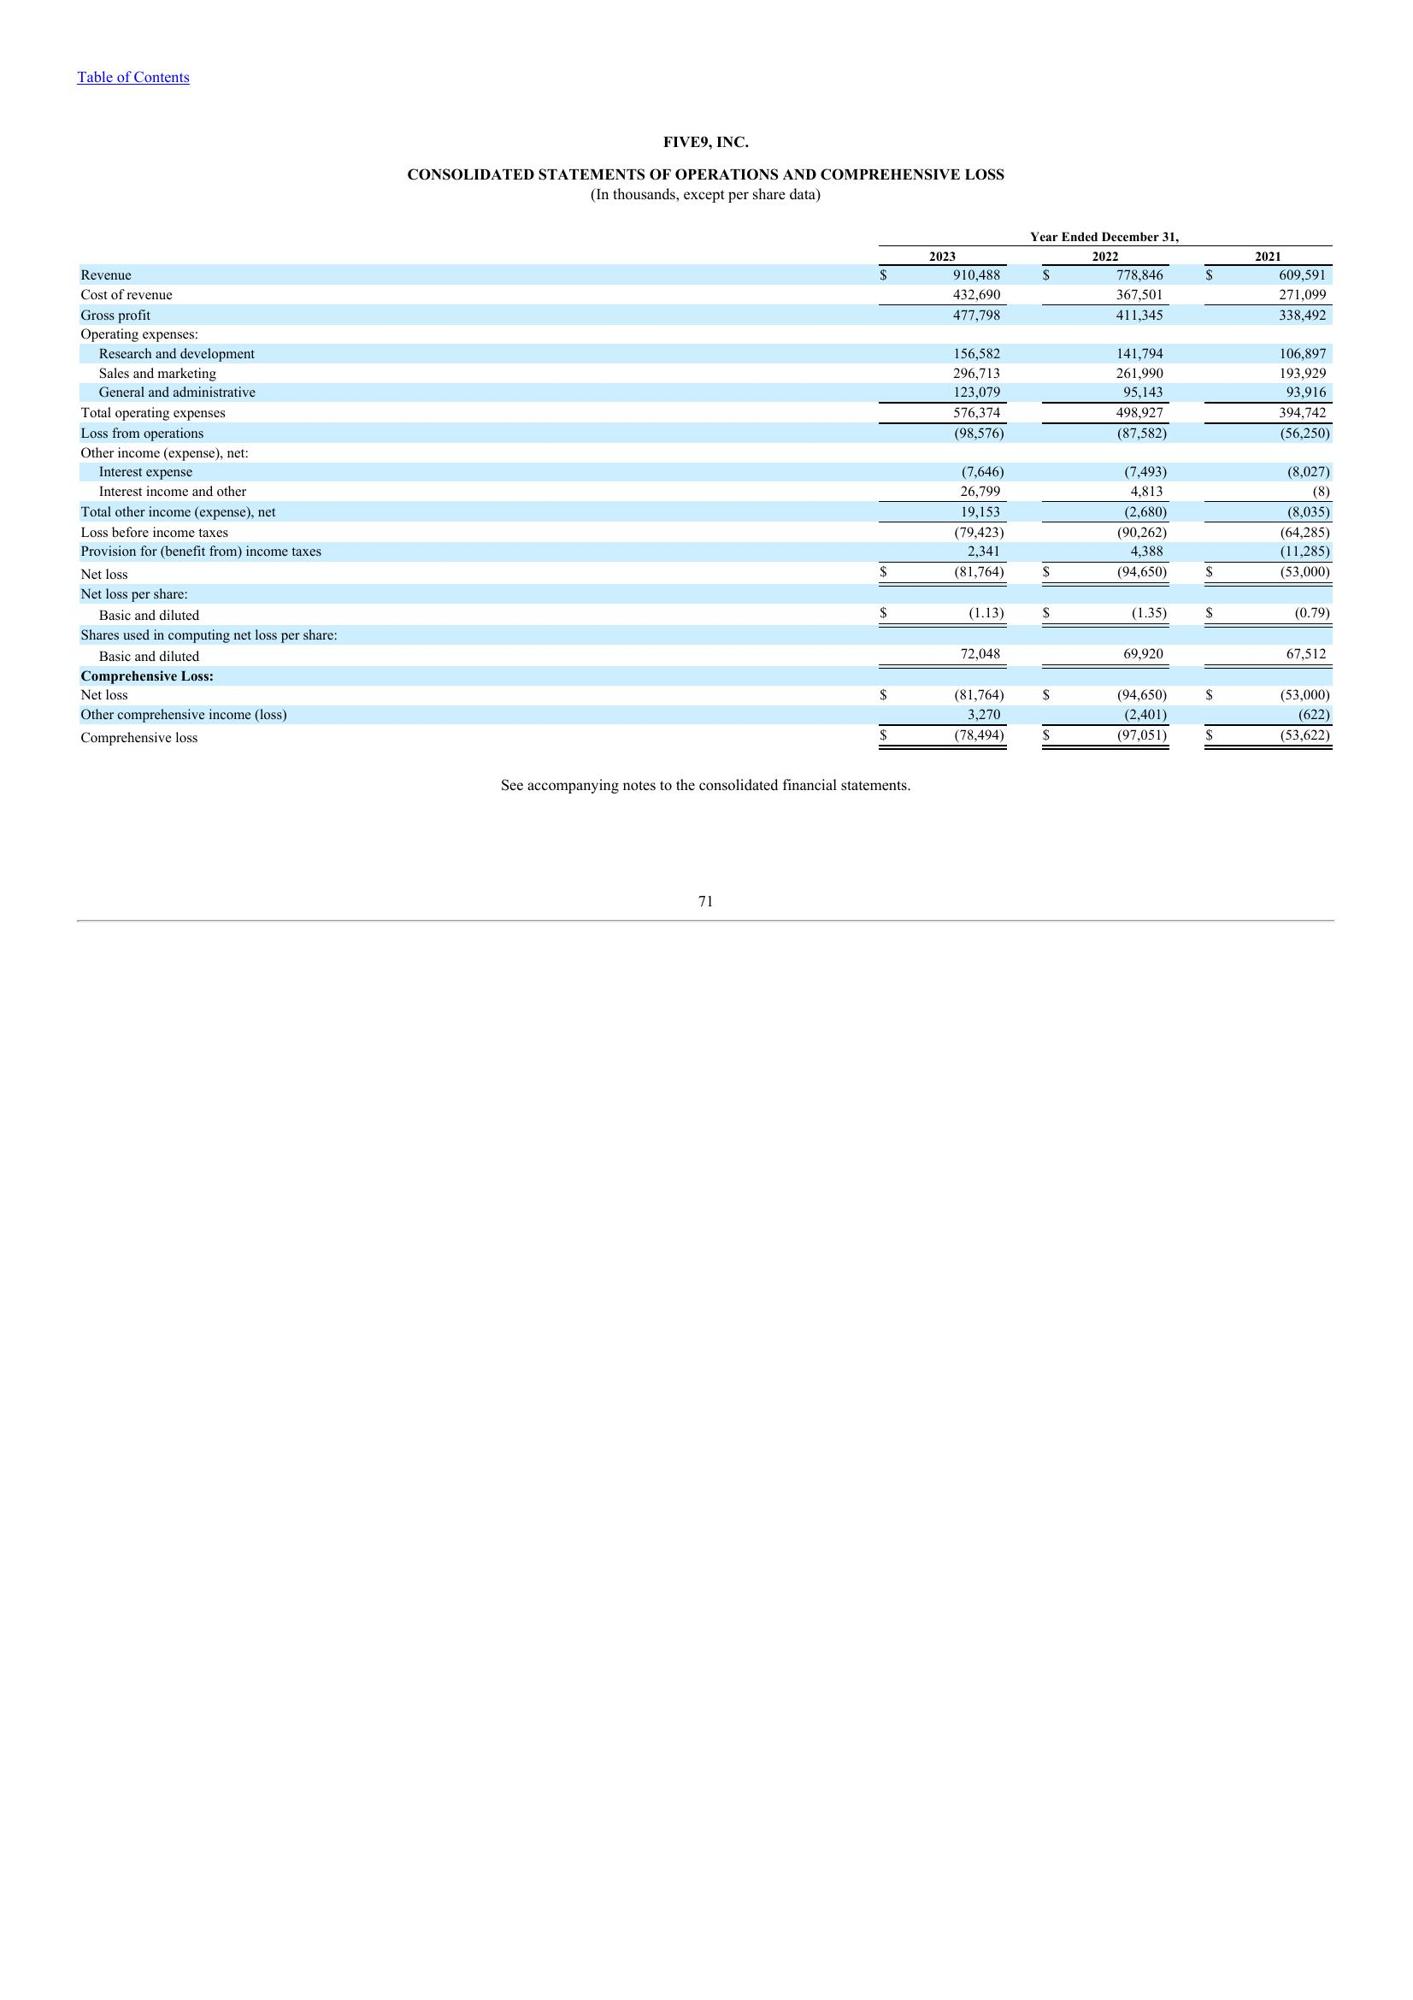 Table of Contents
FIVE9, INC.
CONSOLIDATED STATEMENTS OF OPERATIONS AND COMPREHENSIVE LOSS
(In thousands, except per share data)
Year Ended December 31,
2023 2022 2021
Revenue $ 910,488 $ 778,846 $ 609,591
Cost of revenue 432,690 367,501 271,099
Gross profit 477,798 411,345 338,492
Operating expenses:
Research and development 156,582 141,794 106,897
Sales and marketing 296,713 261,990 193,929
General and administrative 123,079 95,143 93,916
Total operating expenses 576,374 498,927 394,742
Loss from operations (98,576) (87,582) (56,250)
Other income (expense), net:
Interest expense (7,646) (7,493) (8,027)
Interest income and other 26,799 4,813 (8)
Total other income (expense), net 19,153 (2,680) (8,035)
Loss before income taxes (79,423) (90,262) (64,285)
Provision for (benefit from) income taxes 2,341 4,388 (11,285)
Net loss $ (81,764) $ (94,650) $ (53,000)
Net loss per share:
Basic and diluted $ (1.13) $ (1.35) $ (0.79)
Shares used in computing net loss per share:
Basic and diluted 72,048 69,920 67,512
Comprehensive Loss:
Net loss $ (81,764) $ (94,650) $ (53,000)
Other comprehensive income (loss) 3,270 (2,401) (622)
Comprehensive loss $ (78,494) $ (97,051) $ (53,622)
See accompanying notes to the consolidated financial statements.
71